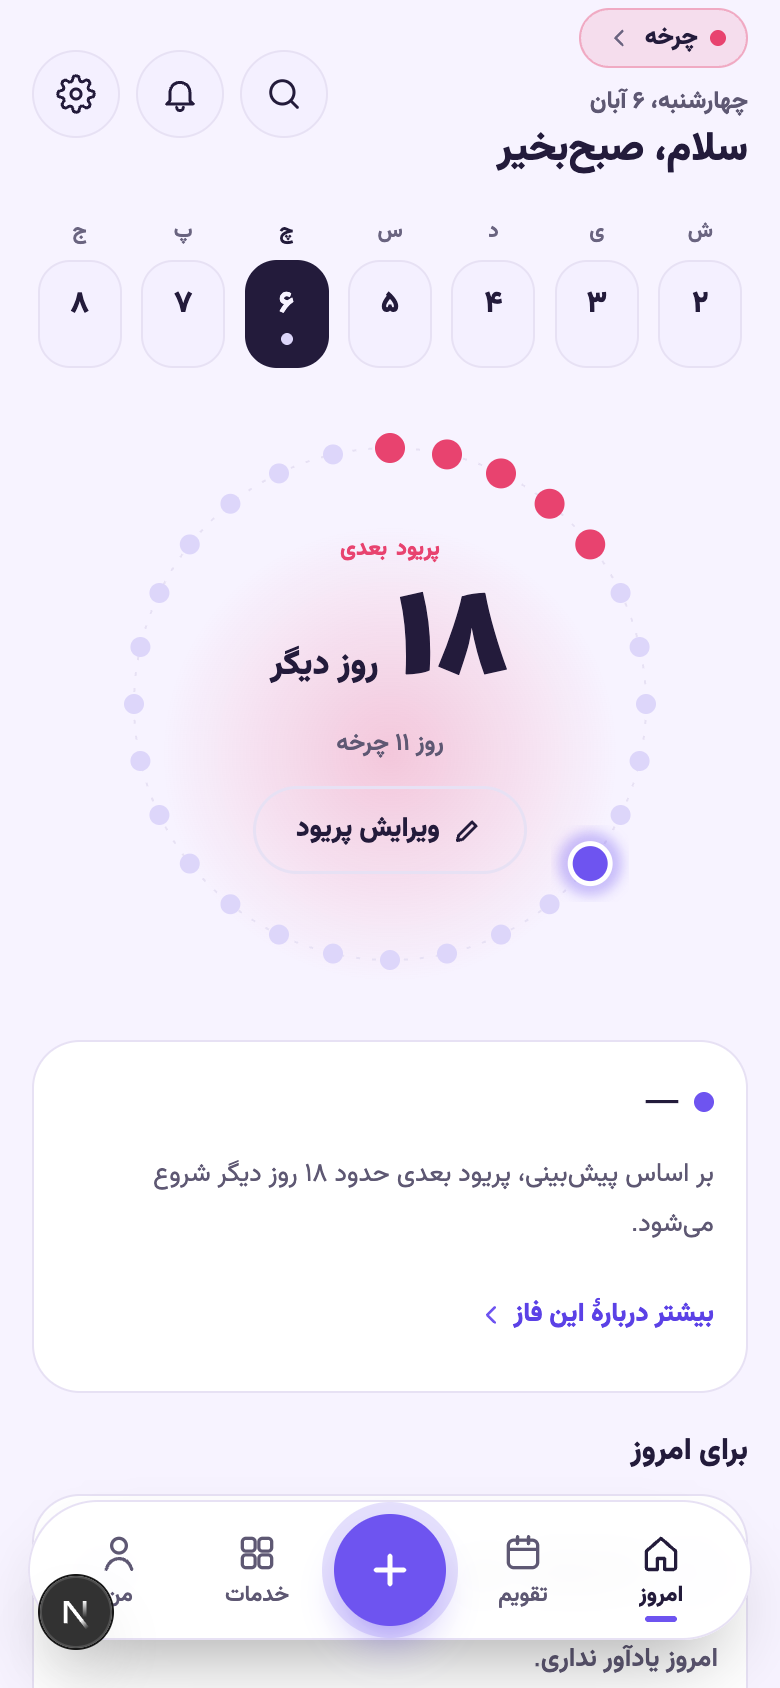 چرخه
چهارشنبه، ۶ آبان
سلام، صبح‌بخیر
ش ی د س چ پ ج
۲ ۳ ۴ ۵ ۶ ۷ ۸
پریود بعدی
۱۸ روز دیگر
روز ۱۱ چرخه
ویرایش پریود
—
بر اساس پیش‌بینی، پریود بعدی حدود ۱۸ روز دیگر شروع
می‌شود.
بیشتر دربارهٔ این فاز
برای امروز
امروز تقویم خدمات من
N
امروز یادآور نداری.